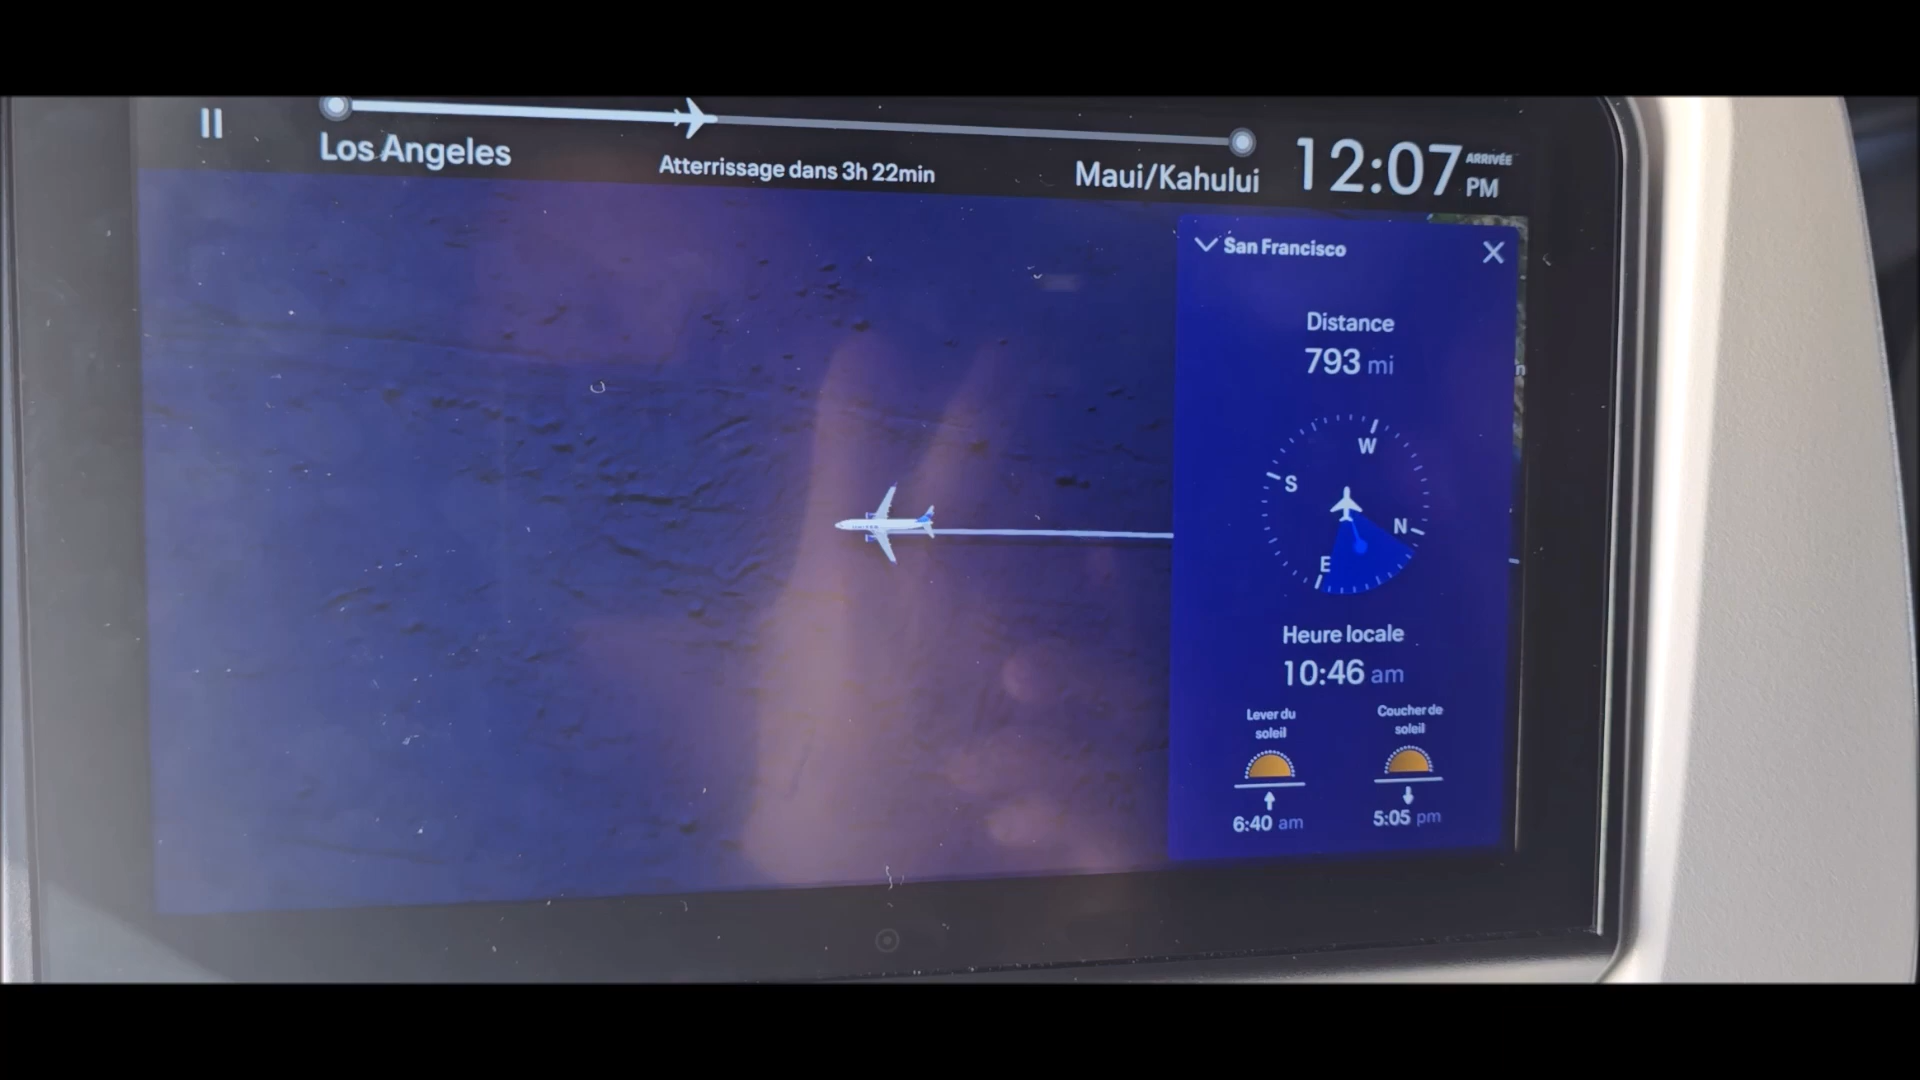 Los Angeles
Atterrissage dans 3h 22min
Maui/Kahului
12:07 ARRIVÉE PM
San Francisco
Distance
793 mi
W
S
N
E
Heure locale
10:46 am
Lever du soleil
Coucher de soleil
6:40 am
5:05 pm